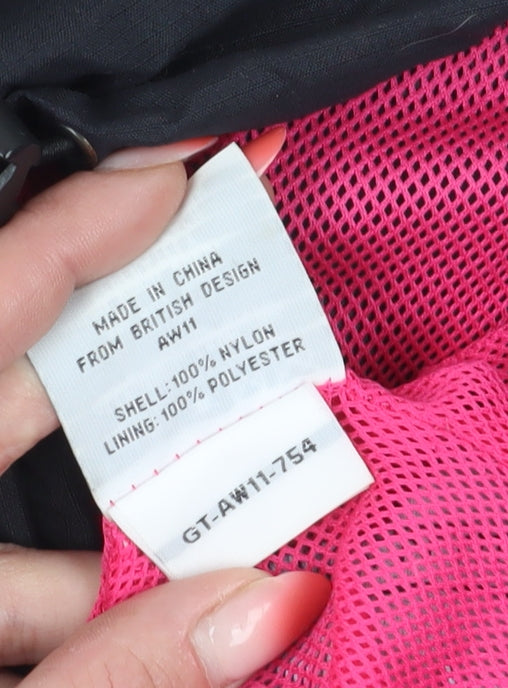 MADE IN CHINA
FROM BRITISH DESIGN
AW11
SHELL:100% NYLON
LINING: 100% POLYESTER
GT-AW11-754